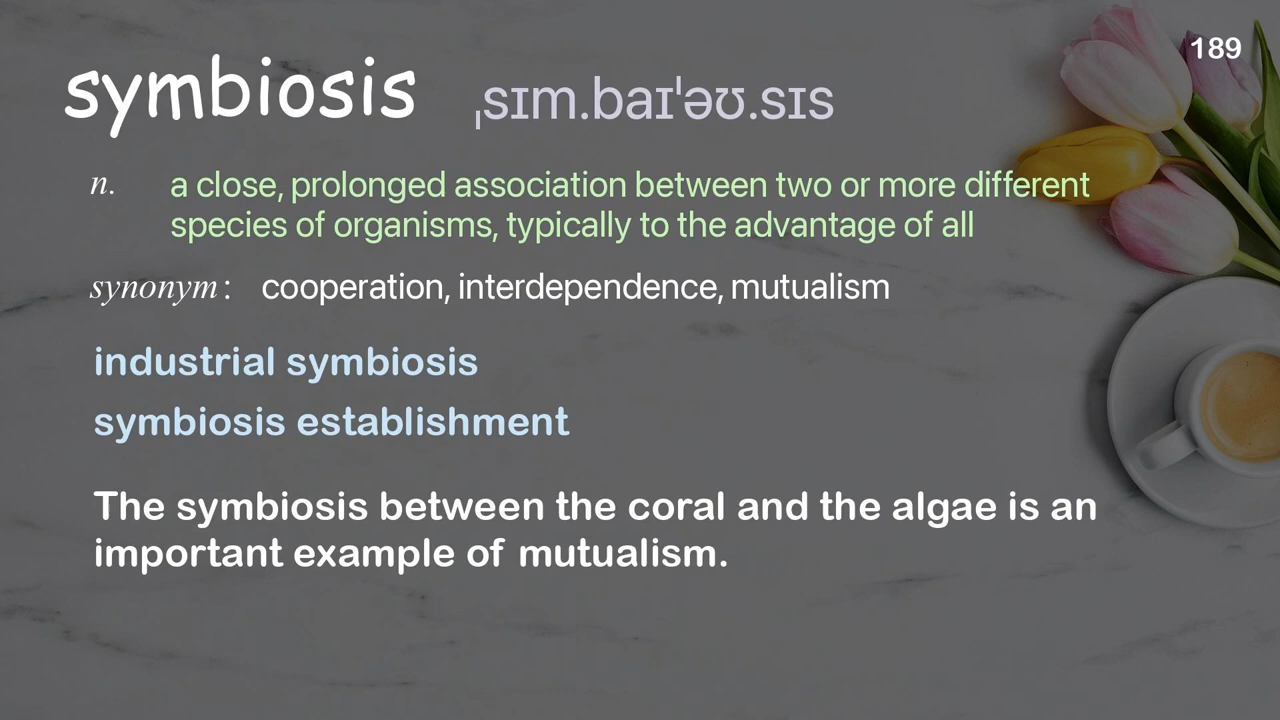 189
symbiosis ˌsɪm.baɪˈəʊ.sɪs
n. a close, prolonged association between two or more different
species of organisms, typically to the advantage of all
synonym: cooperation, interdependence, mutualism
industrial symbiosis
symbiosis establishment
The symbiosis between the coral and the algae is an
important example of mutualism.